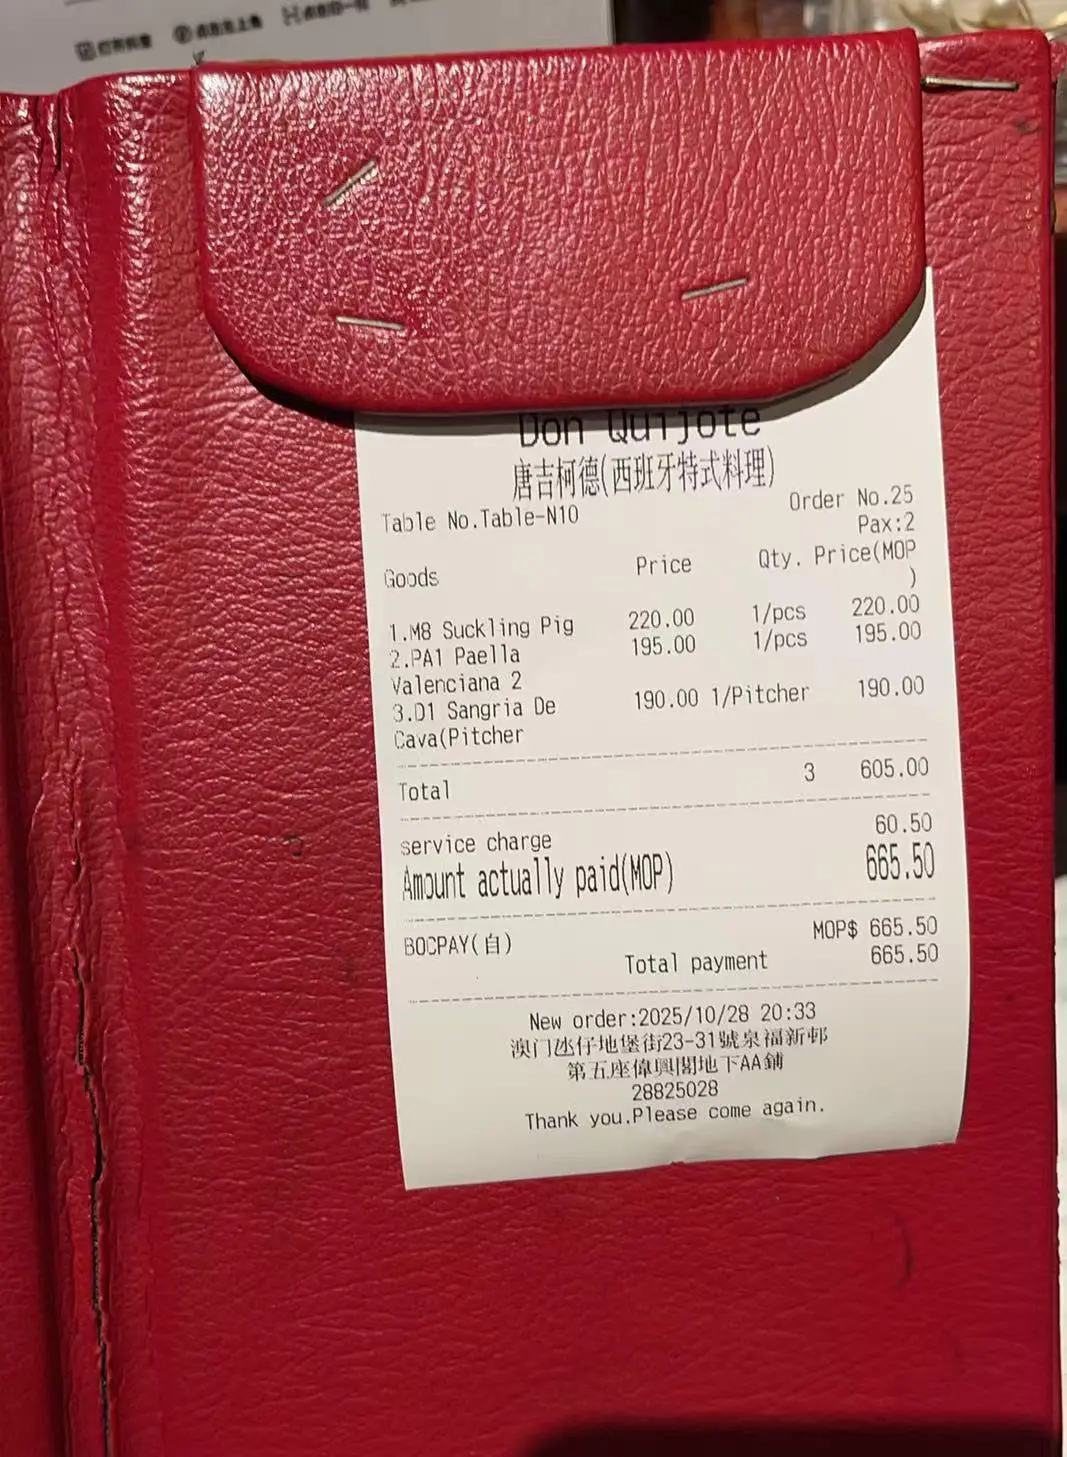 Don Quijote
唐吉柯德(西班牙特式料理)
Order No.25
Table No.Table-N10
Pax:2
Goods Price Qty. Price(MOP
)
1.M8 Suckling Pig 220.00 1/pcs 220.00
2.PA1 Paella 195.00 1/pcs 195.00
Valenciana 2
3.D1 Sangria De 190.00 1/Pitcher 190.00
Cava(Pitcher
Total 3 605.00
service charge 60.50
Amount actually paid(MOP) 665.50
BOCPAY(自) MOP$ 665.50
Total payment 665.50
New order:2025/10/28 20:33
澳门氹仔地堡街23-31號泉福新邨
第五座偉興閣地下AA鋪
28825028
Thank you.Please come again.